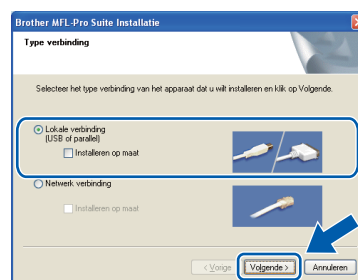 Brother MFL-Pro Suite Installatie
Type verbinding
Selecteer het type verbinding van het apparaat dat u wilt installeren en klik op Volgende.
Lokale verbinding
(USB of parallel)
Installeren op maat
Netwerk verbinding
Installeren op maat
< Vorige
Volgende >
Annuleren